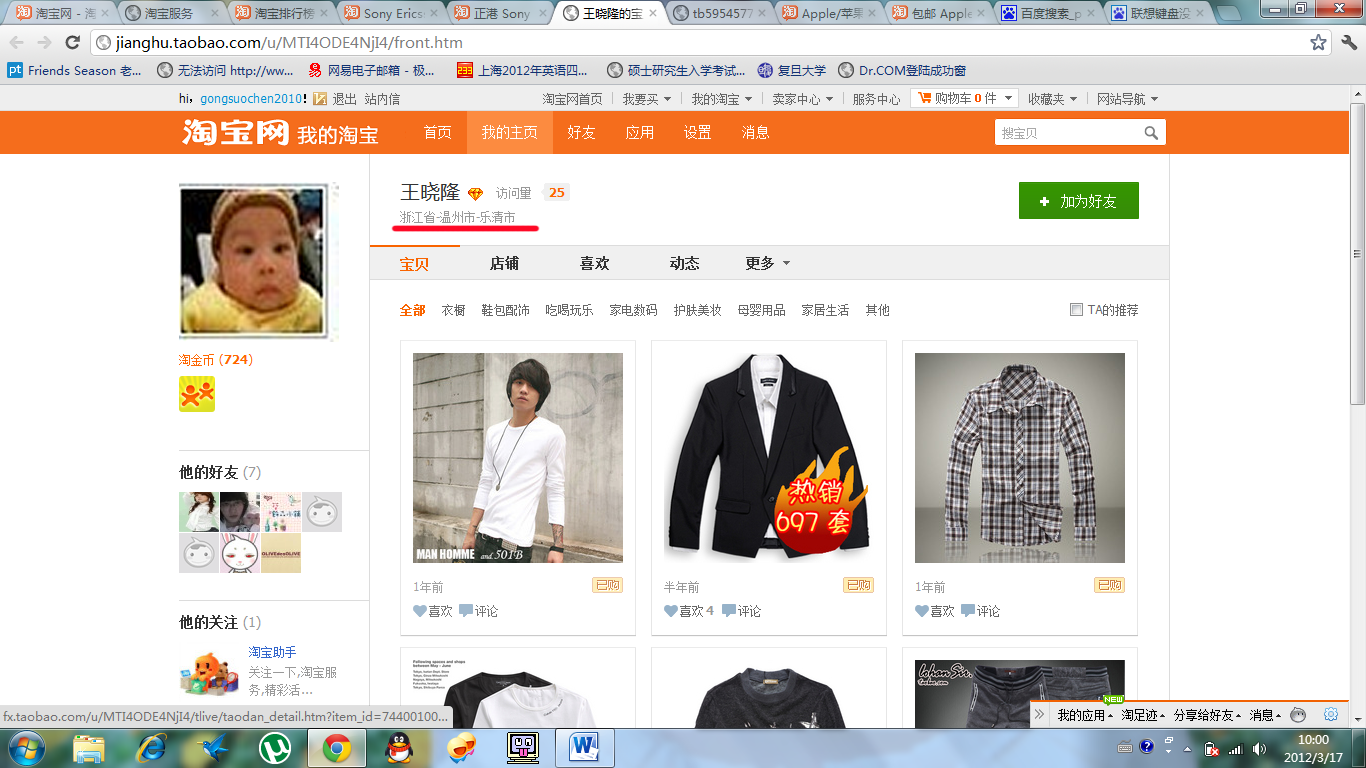 淘宝网 - 淘
淘宝服务
淘宝排行榜
Sony Ericss
正港 Sony
王晓隆的宝
tb5954577
Apple/苹果
包邮 Apple
百度搜索_p
联想键盘没
jianghu.taobao.com/u/MTI4ODE4NjI4/front.htm
Friends Season 老...
无法访问 http://ww...
网易电子邮箱 - 极...
上海2012年英语四...
硕士研究生入学考试...
复旦大学
Dr.COM登陆成功窗
hi，gongsuochen2010！ 退出 站内信
淘宝网首页 我要买 我的淘宝 卖家中心 服务中心 购物车 0 件 收藏夹 网站导航
淘宝网 我的淘宝 首页 我的主页 好友 应用 设置 消息 搜宝贝
王晓隆 访问量 25
浙江省-温州市-乐清市
+ 加为好友
宝贝 店铺 喜欢 动态 更多
全部 衣橱 鞋包配饰 吃喝玩乐 家电数码 护肤美妆 母婴用品 家居生活 其他 TA的推荐
淘金币 (724)
他的好友 (7)
OLIVEdesOLIVE
他的关注 (1)
淘宝助手
关注一下,淘宝服
务,精彩活...
MAN HOMME and 501B
1年前 已购
喜欢 评论
热销
697 套
半年前 已购
喜欢 4 评论
1年前 已购
喜欢 评论
Following spaces and shops
between May - June
lohan Sir.
Taobao.com
fx.taobao.com/u/MTI4ODE4NjI4/tlive/taodan_detail.htm?item_id=74400100...
NEW
我的应用 淘足迹 分享给好友 消息
10:00
2012/3/17